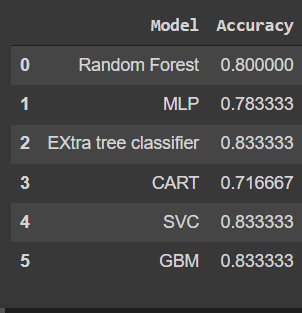 Model Accuracy
0 Random Forest 0.800000
1 MLP 0.783333
2 EXtra tree classifier 0.833333
3 CART 0.716667
4 SVC 0.833333
5 GBM 0.833333